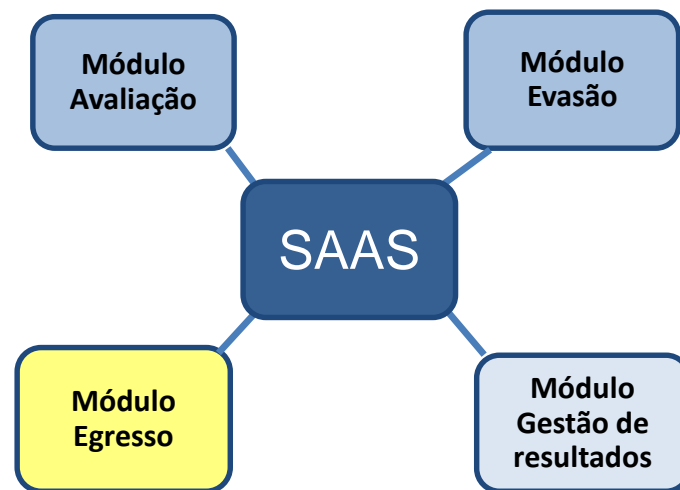 Módulo
Avaliação
Módulo
Evasão
SAAS
Módulo
Egresso
Módulo
Gestão de
resultados